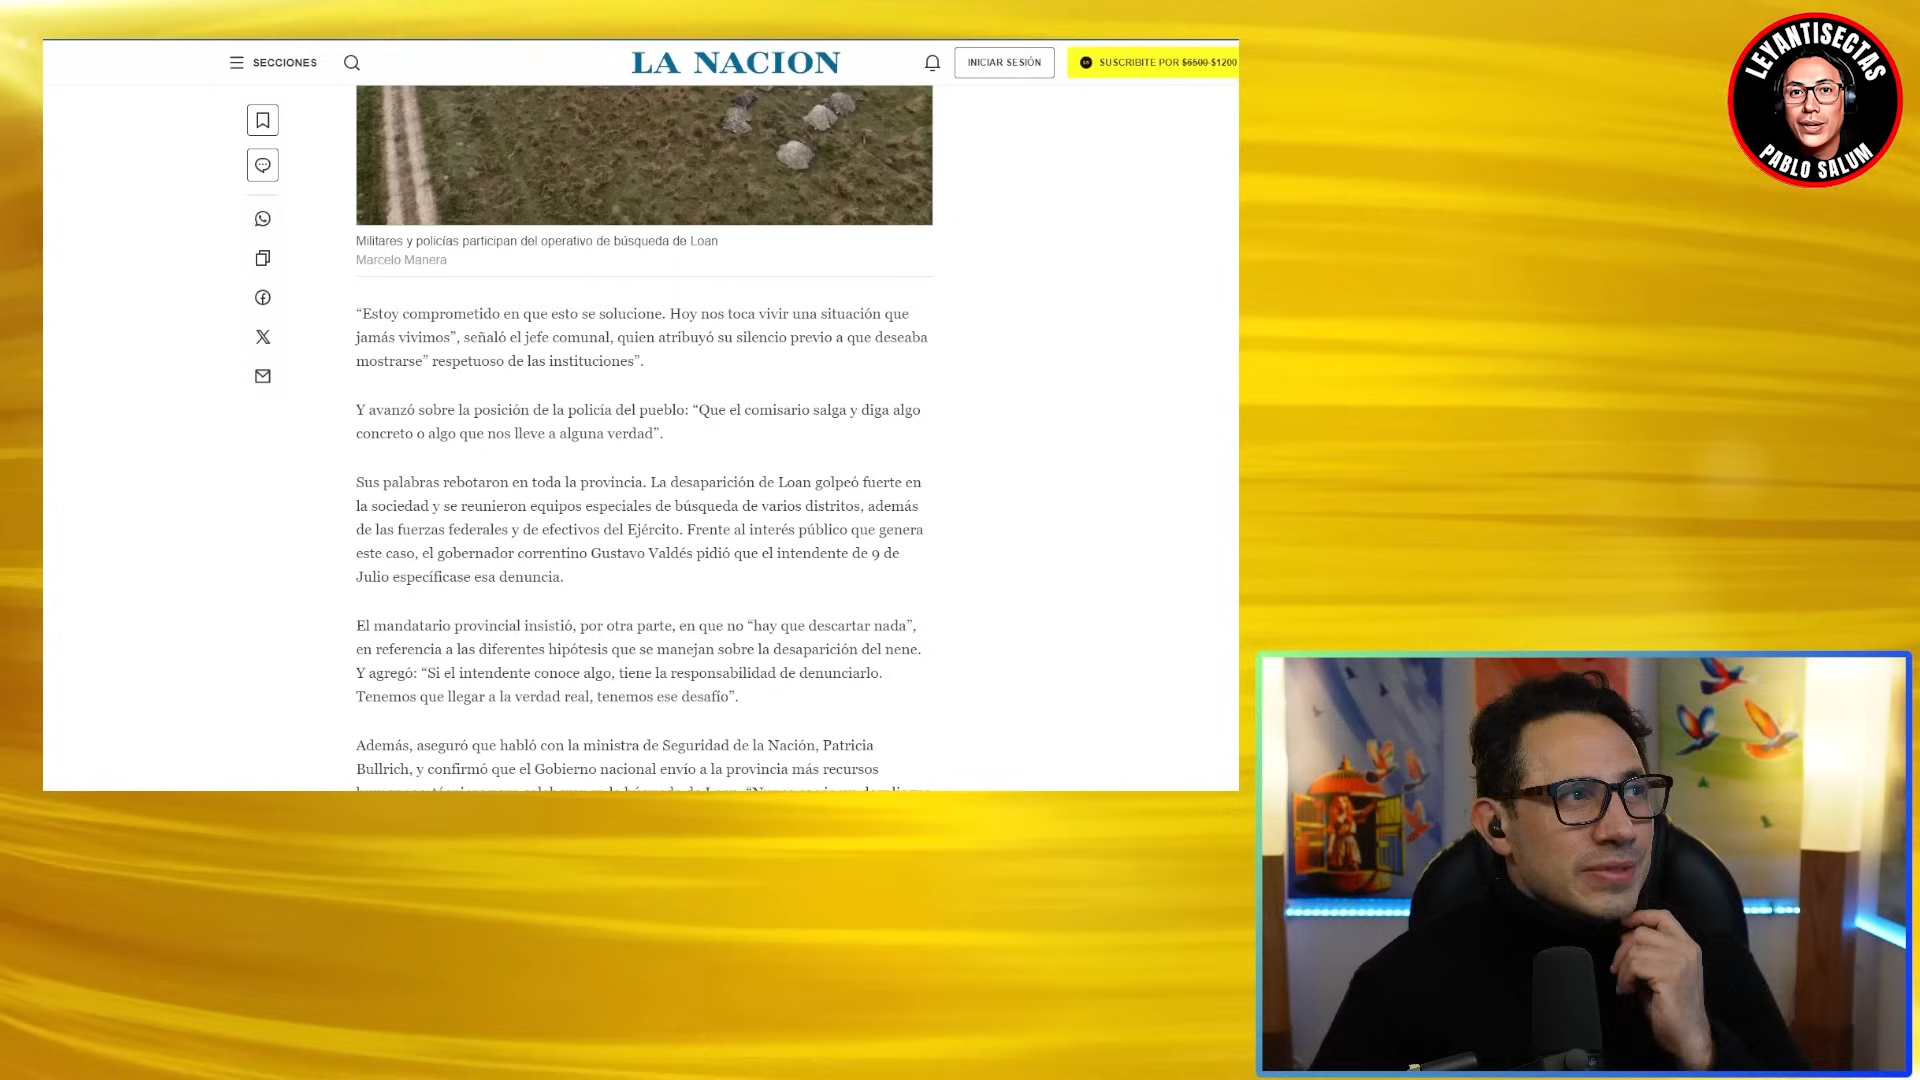 SECCIONES
LA NACION
INICIAR SESIÓN
SUSCRIBITE POR $6500 $1200
LEYANTISECTAS
PABLO SALUM
Militares y policías participan del operativo de búsqueda de Loan
Marcelo Manera
“Estoy comprometido en que esto se solucione. Hoy nos toca vivir una situación que
jamás vivimos”, señaló el jefe comunal, quien atribuyó su silencio previo a que deseaba
mostrarse” respetuoso de las instituciones”.
Y avanzó sobre la posición de la policía del pueblo: “Que el comisario salga y diga algo
concreto o algo que nos lleve a alguna verdad”.
Sus palabras rebotaron en toda la provincia. La desaparición de Loan golpeó fuerte en
la sociedad y se reunieron equipos especiales de búsqueda de varios distritos, además
de las fuerzas federales y de efectivos del Ejército. Frente al interés público que genera
este caso, el gobernador correntino Gustavo Valdés pidió que el intendente de 9 de
Julio específicase esa denuncia.
El mandatario provincial insistió, por otra parte, en que no “hay que descartar nada”,
en referencia a las diferentes hipótesis que se manejan sobre la desaparición del nene.
Y agregó: “Si el intendente conoce algo, tiene la responsabilidad de denunciarlo.
Tenemos que llegar a la verdad real, tenemos ese desafío”.
Además, aseguró que habló con la ministra de Seguridad de la Nación, Patricia
Bullrich, y confirmó que el Gobierno nacional envío a la provincia más recursos